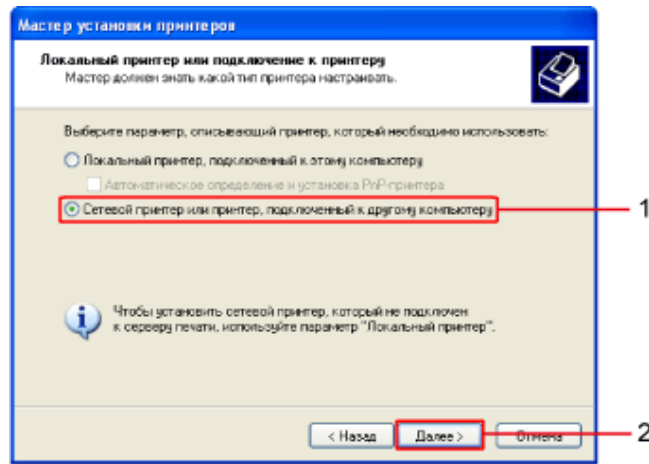 Мастер установки принтеров
Локальный принтер или подключение к принтеру
Мастер должен знать какой тип принтера настраивать.
Выберите параметр, описывающий принтер, который необходимо использовать:
Локальный принтер, подключенный к этому компьютеру
Автоматическое определение и установка PnP-принтера
Сетевой принтер или принтер, подключенный к другому компьютеру
1
Чтобы установить сетевой принтер, который не подключен
к серверу печати, используйте параметр "Локальный принтер".
< Назад
Далее >
Отмена
2